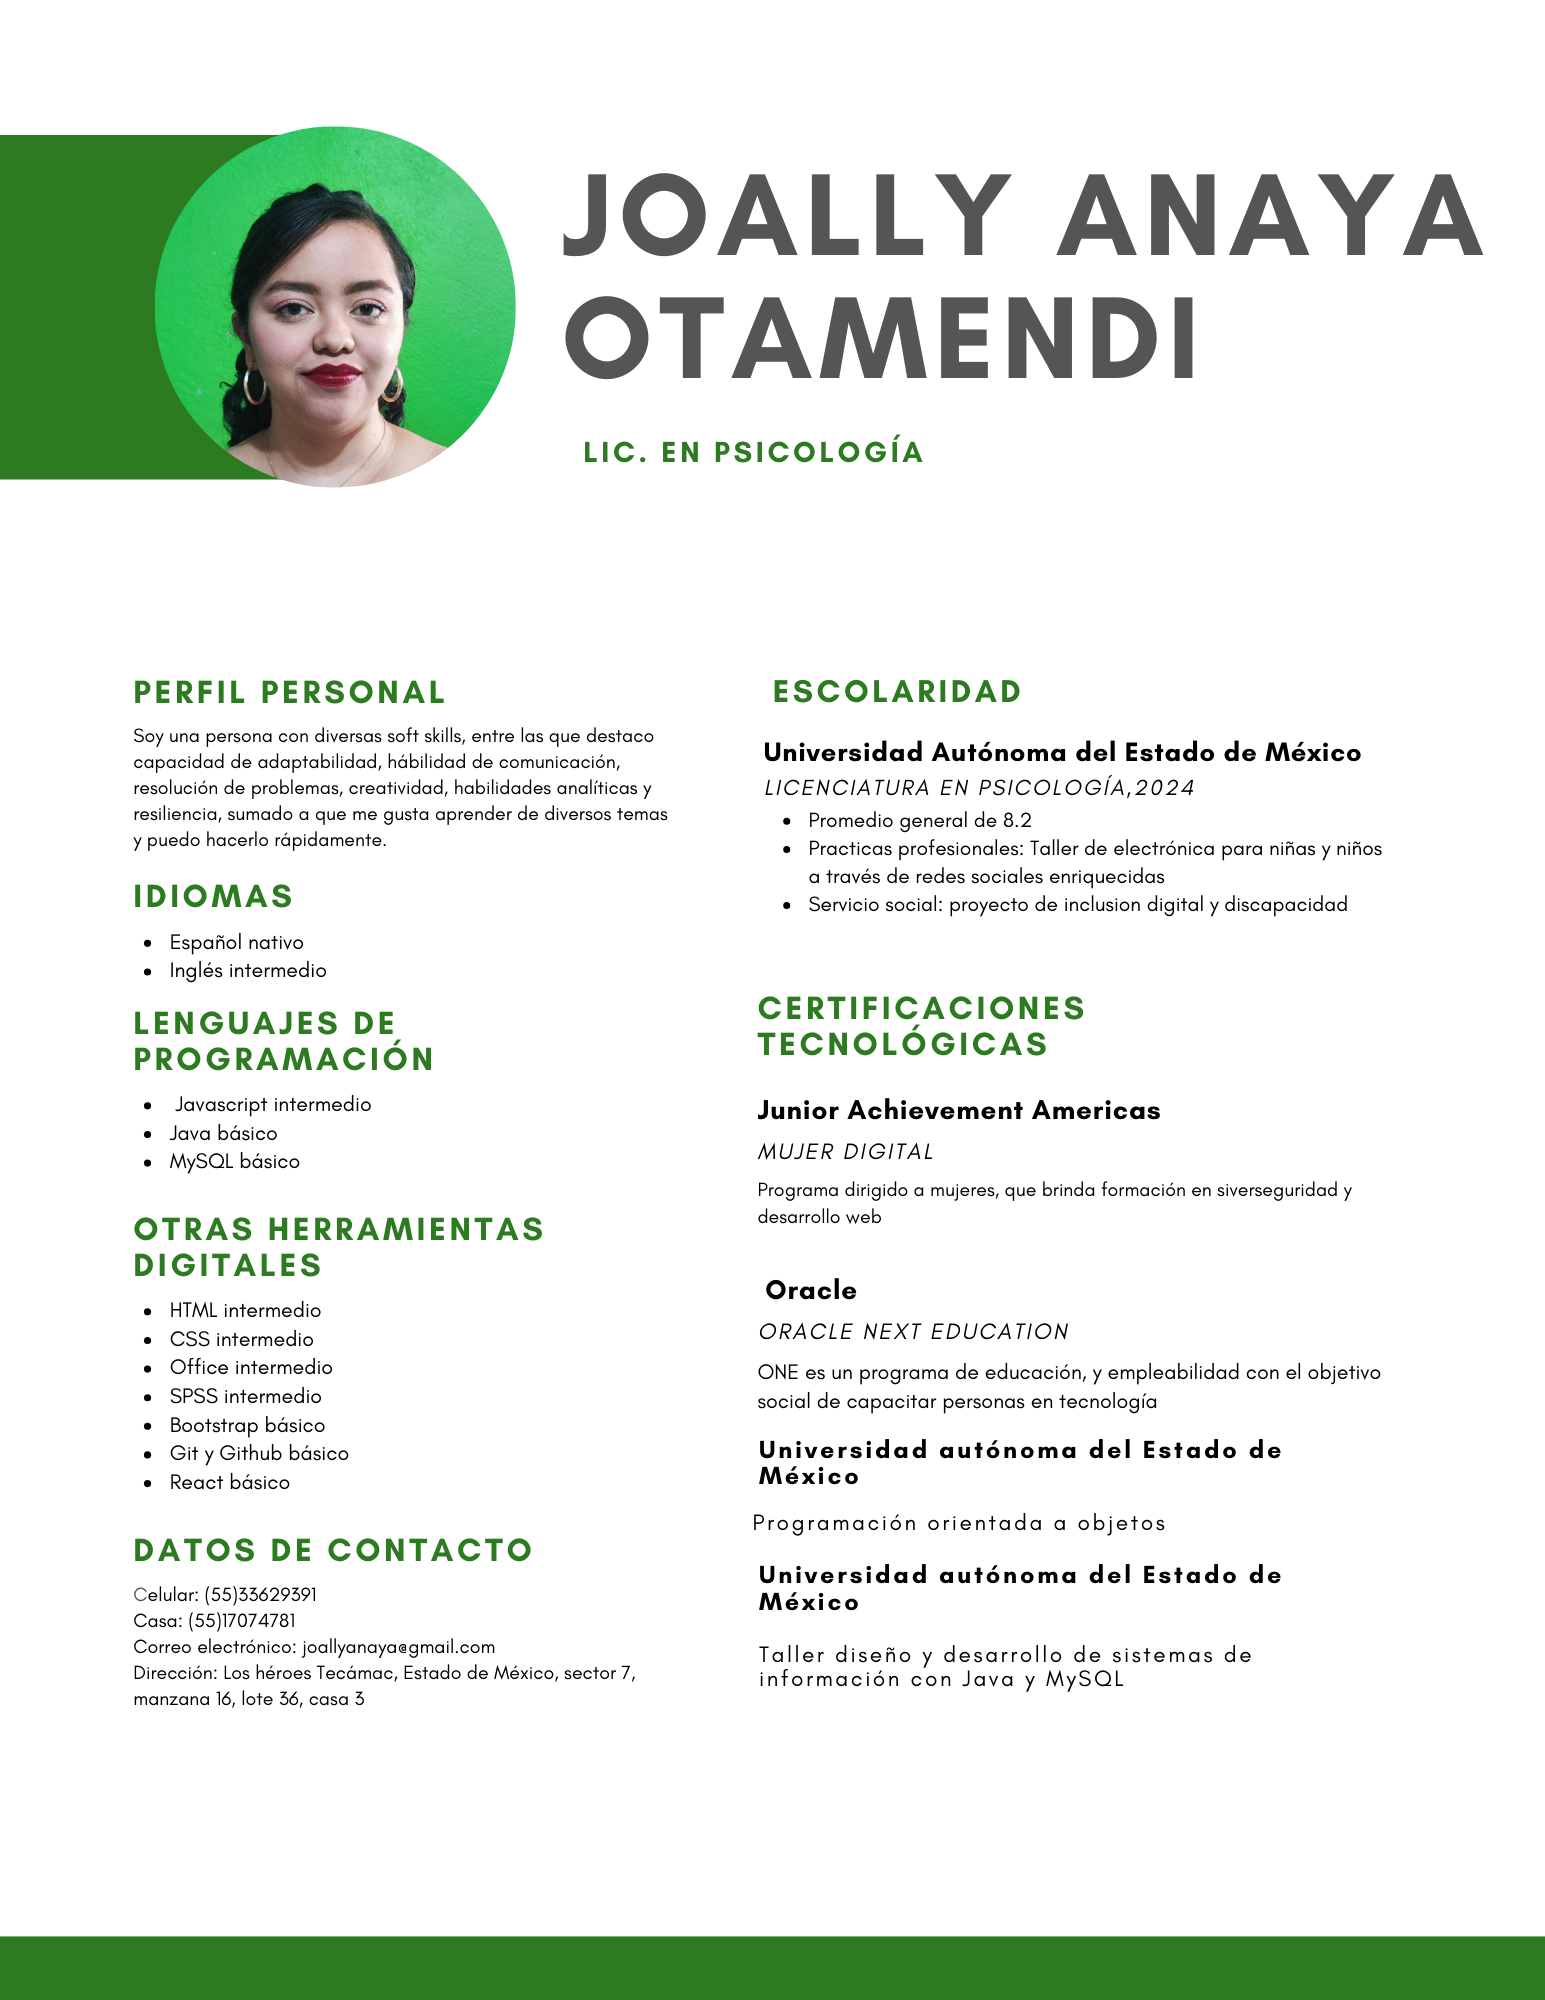 JOALLY ANAYA
OTAMENDI
LIC. EN PSICOLOGÍA
PERFIL PERSONAL
Soy una persona con diversas soft skills, entre las que destaco
capacidad de adaptabilidad, hábilidad de comunicación,
resolución de problemas, creatividad, habilidades analíticas y
resiliencia, sumado a que me gusta aprender de diversos temas
y puedo hacerlo rápidamente.
IDIOMAS
• Español nativo
• Inglés intermedio
LENGUAJES DE
PROGRAMACIÓN
• Javascript intermedio
• Java básico
• MySQL básico
OTRAS HERRAMIENTAS
DIGITALES
• HTML intermedio
• CSS intermedio
• Office intermedio
• SPSS intermedio
• Bootstrap básico
• Git y Github básico
• React básico
DATOS DE CONTACTO
Celular: (55)33629391
Casa: (55)17074781
Correo electrónico: joallyanaya@gmail.com
Dirección: Los héroes Tecámac, Estado de México, sector 7,
manzana 16, lote 36, casa 3
ESCOLARIDAD
Universidad Autónoma del Estado de México
LICENCIATURA EN PSICOLOGÍA,2024
• Promedio general de 8.2
• Practicas profesionales: Taller de electrónica para niñas y niños
a través de redes sociales enriquecidas
• Servicio social: proyecto de inclusion digital y discapacidad
CERTIFICACIONES
TECNOLÓGICAS
Junior Achievement Americas
MUJER DIGITAL
Programa dirigido a mujeres, que brinda formación en siverseguridad y
desarrollo web
Oracle
ORACLE NEXT EDUCATION
ONE es un programa de educación, y empleabilidad con el objetivo
social de capacitar personas en tecnología
Universidad autónoma del Estado de
México
Programación orientada a objetos
Universidad autónoma del Estado de
México
Taller diseño y desarrollo de sistemas de
información con Java y MySQL